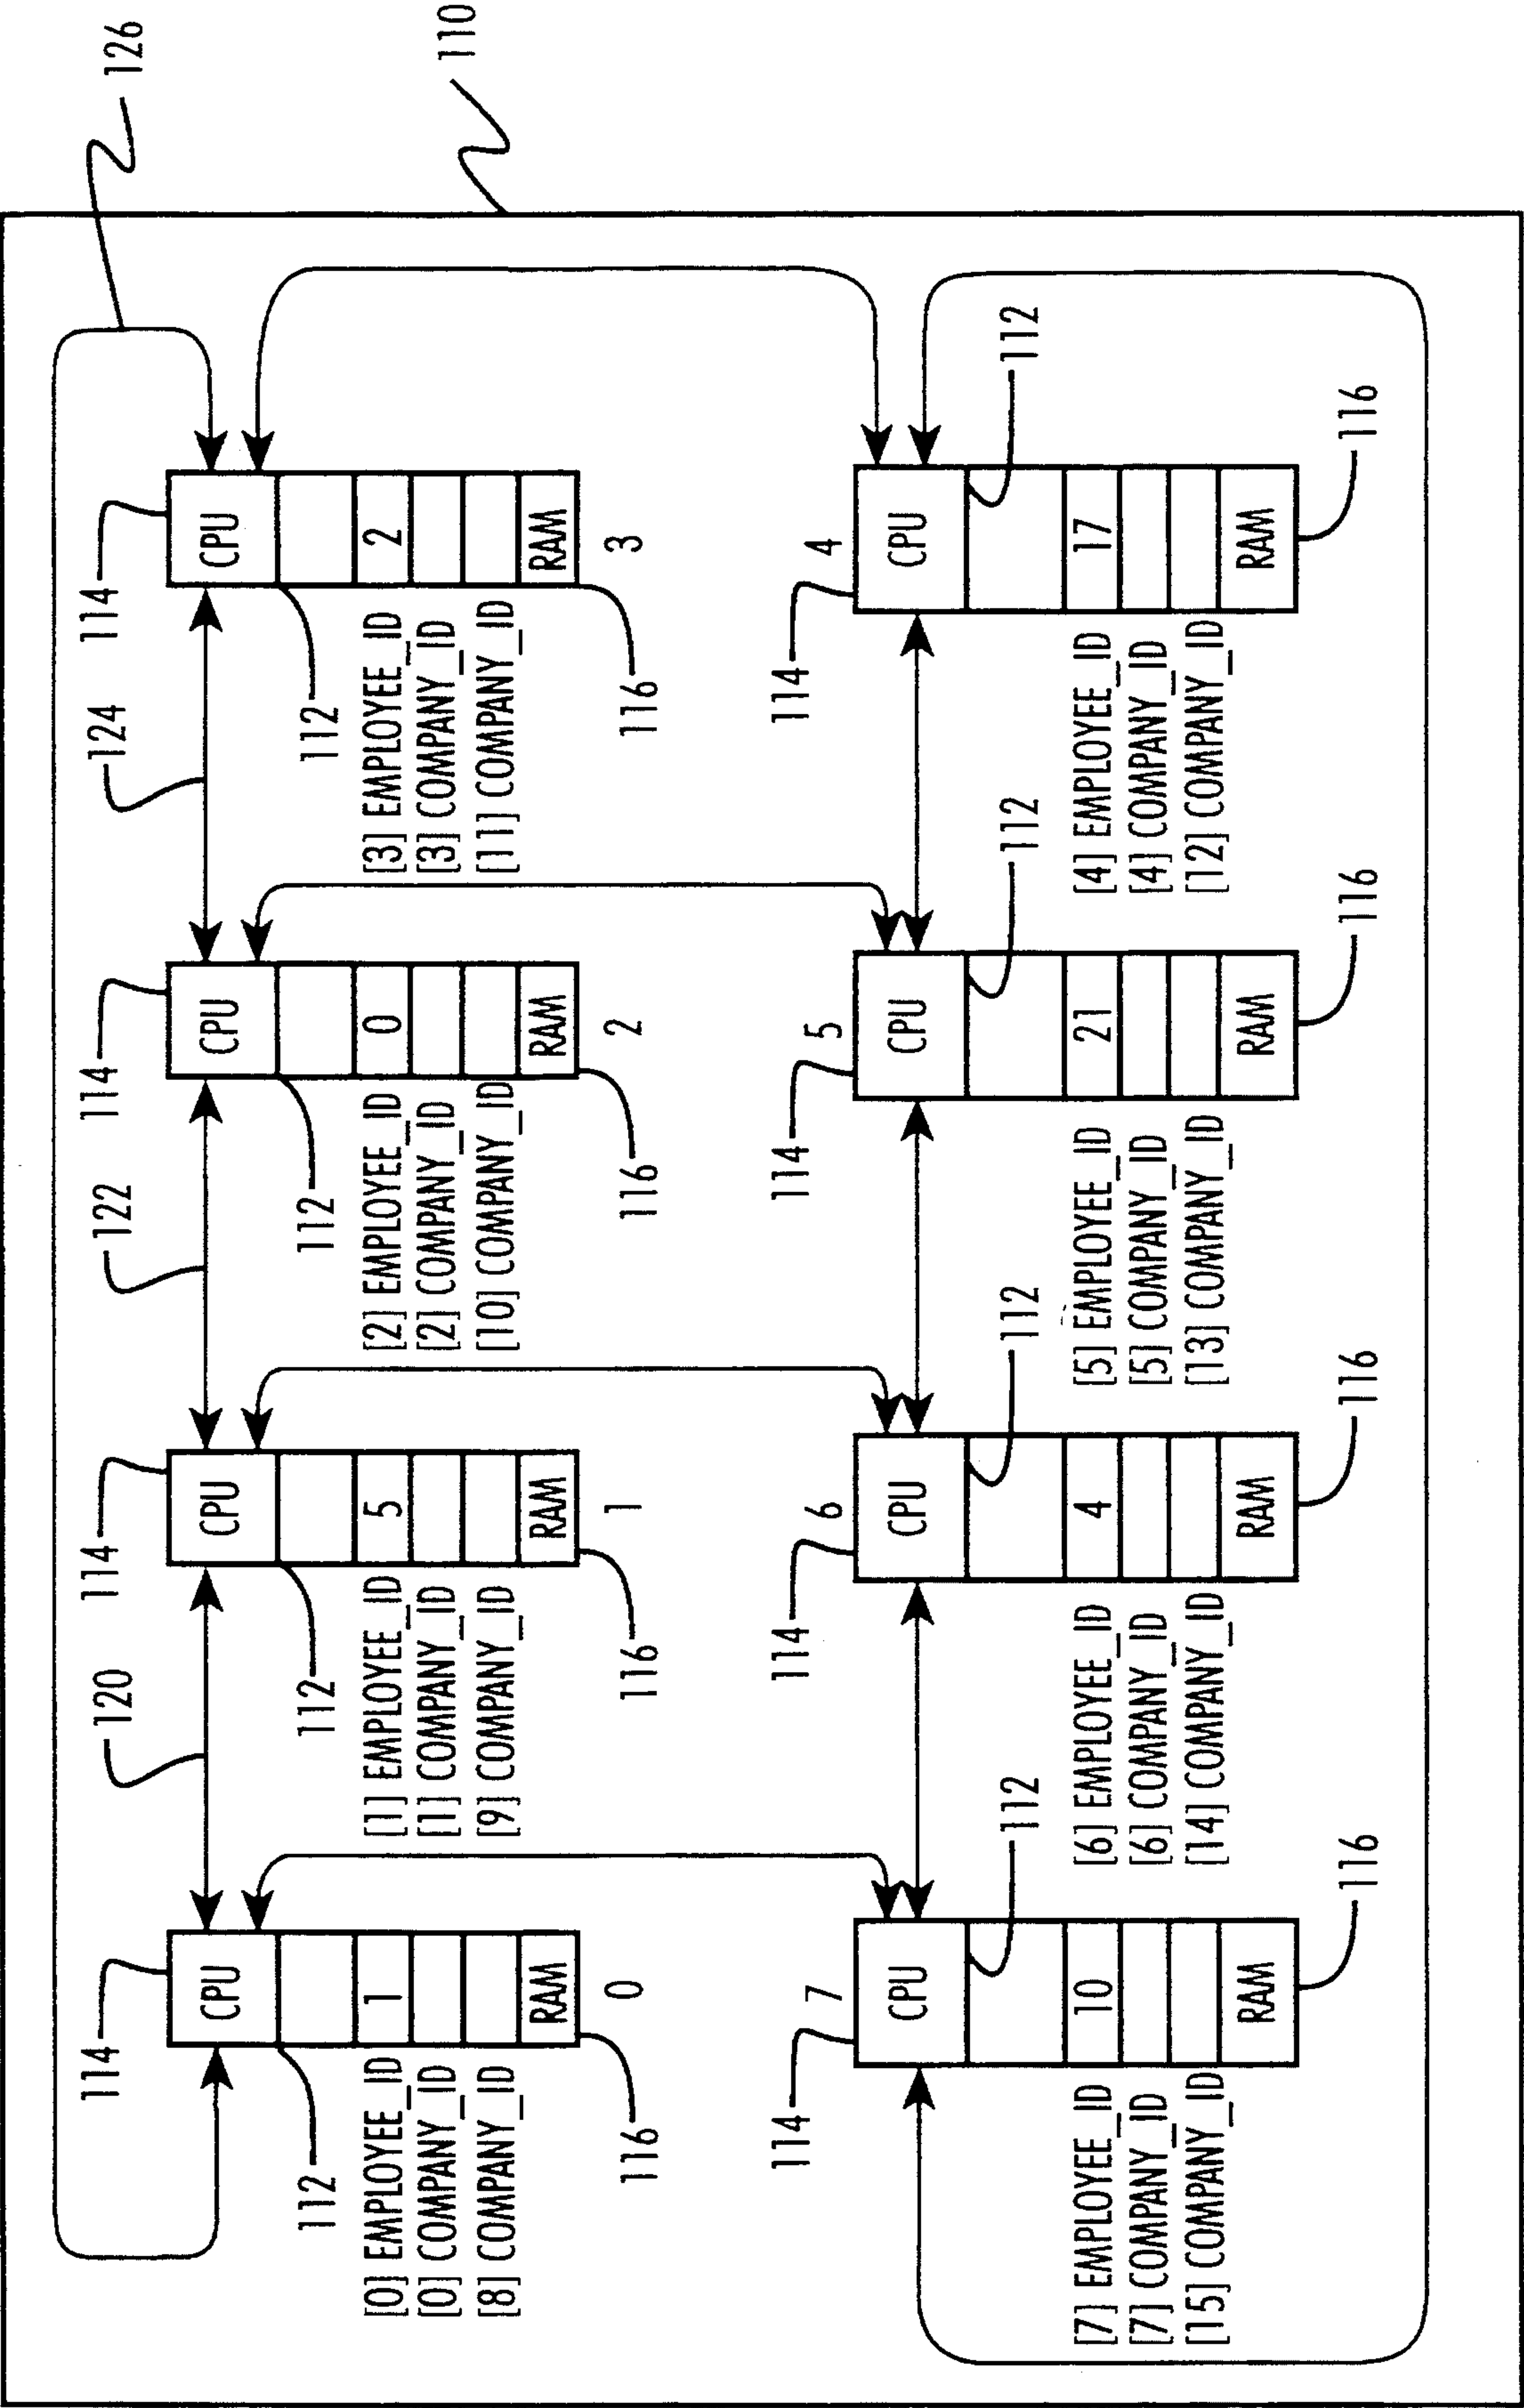 126
110
114 120 114 122 114 124 114
CPU CPU CPU CPU
112 112 112 112
[0] EMPLOYEE_ID 1 [1] EMPLOYEE_ID 5 [2] EMPLOYEE_ID 0 [3] EMPLOYEE_ID 2
[0] COMPANY_ID [1] COMPANY_ID [2] COMPANY_ID [3] COMPANY_ID
[8] COMPANY_ID [9] COMPANY_ID [10] COMPANY_ID [11] COMPANY_ID
RAM RAM RAM RAM
116 0 116 1 116 2 116 3
114 7 114 6 114 5 114 4
CPU CPU CPU CPU
112 112 112 112
[7] EMPLOYEE_ID 10 [6] EMPLOYEE_ID 4 [5] EMPLOYEE_ID 21 [4] EMPLOYEE_ID 17
[7] COMPANY_ID [6] COMPANY_ID [5] COMPANY_ID [4] COMPANY_ID
[15] COMPANY_ID [14] COMPANY_ID [13] COMPANY_ID [12] COMPANY_ID
RAM RAM RAM RAM
116 116 116 116